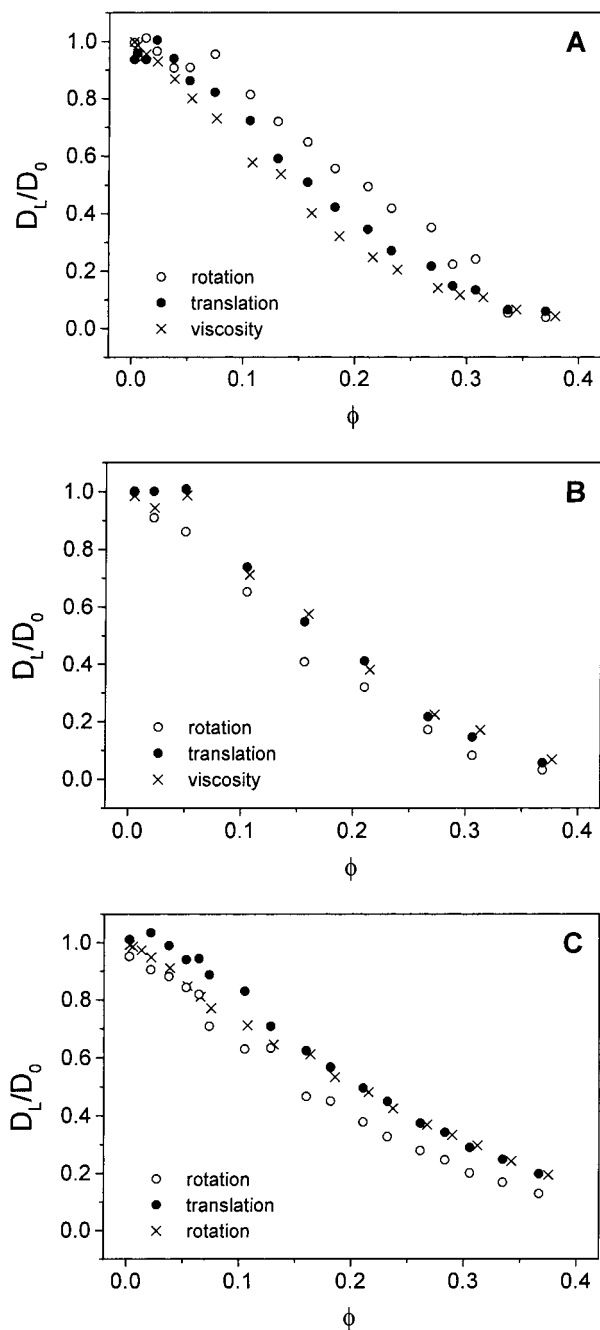 A
1.0
0.8
0.6
0.4
0.2
0.0
D_L/D_0
○ rotation
● translation
× viscosity
0.0 0.1 0.2 0.3 0.4
ϕ
B
1.0
0.8
0.6
0.4
0.2
0.0
D_L/D_0
○ rotation
● translation
× viscosity
0.0 0.1 0.2 0.3 0.4
ϕ
C
1.0
0.8
0.6
0.4
0.2
0.0
D_L/D_0
○ rotation
● translation
× rotation
0.0 0.1 0.2 0.3 0.4
ϕ